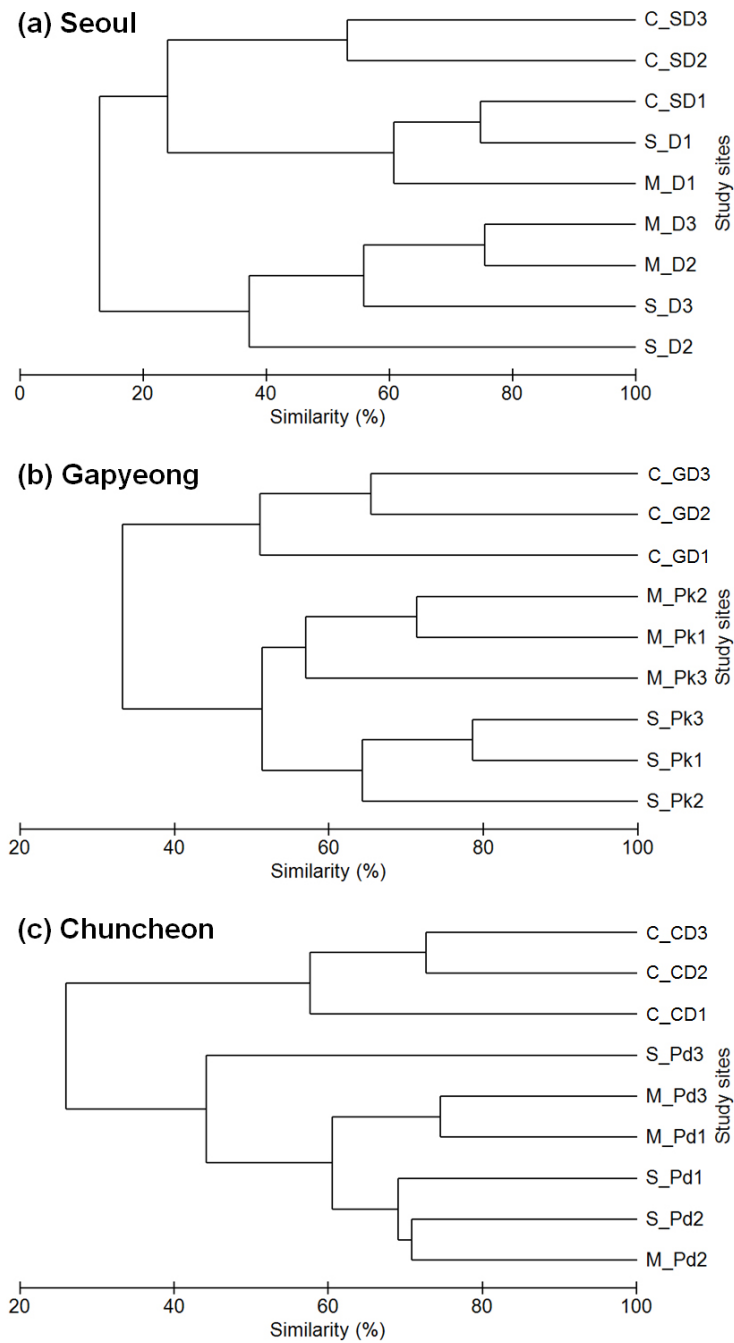 (a) Seoul
C_SD3
C_SD2
C_SD1
S_D1
M_D1
M_D3
M_D2
S_D3
S_D2
Study sites
0 20 40 60 80 100
Similarity (%)
(b) Gapyeong
C_GD3
C_GD2
C_GD1
M_Pk2
M_Pk1
M_Pk3
S_Pk3
S_Pk1
S_Pk2
Study sites
20 40 60 80 100
Similarity (%)
(c) Chuncheon
C_CD3
C_CD2
C_CD1
S_Pd3
M_Pd3
M_Pd1
S_Pd1
S_Pd2
M_Pd2
Study sites
20 40 60 80 100
Similarity (%)